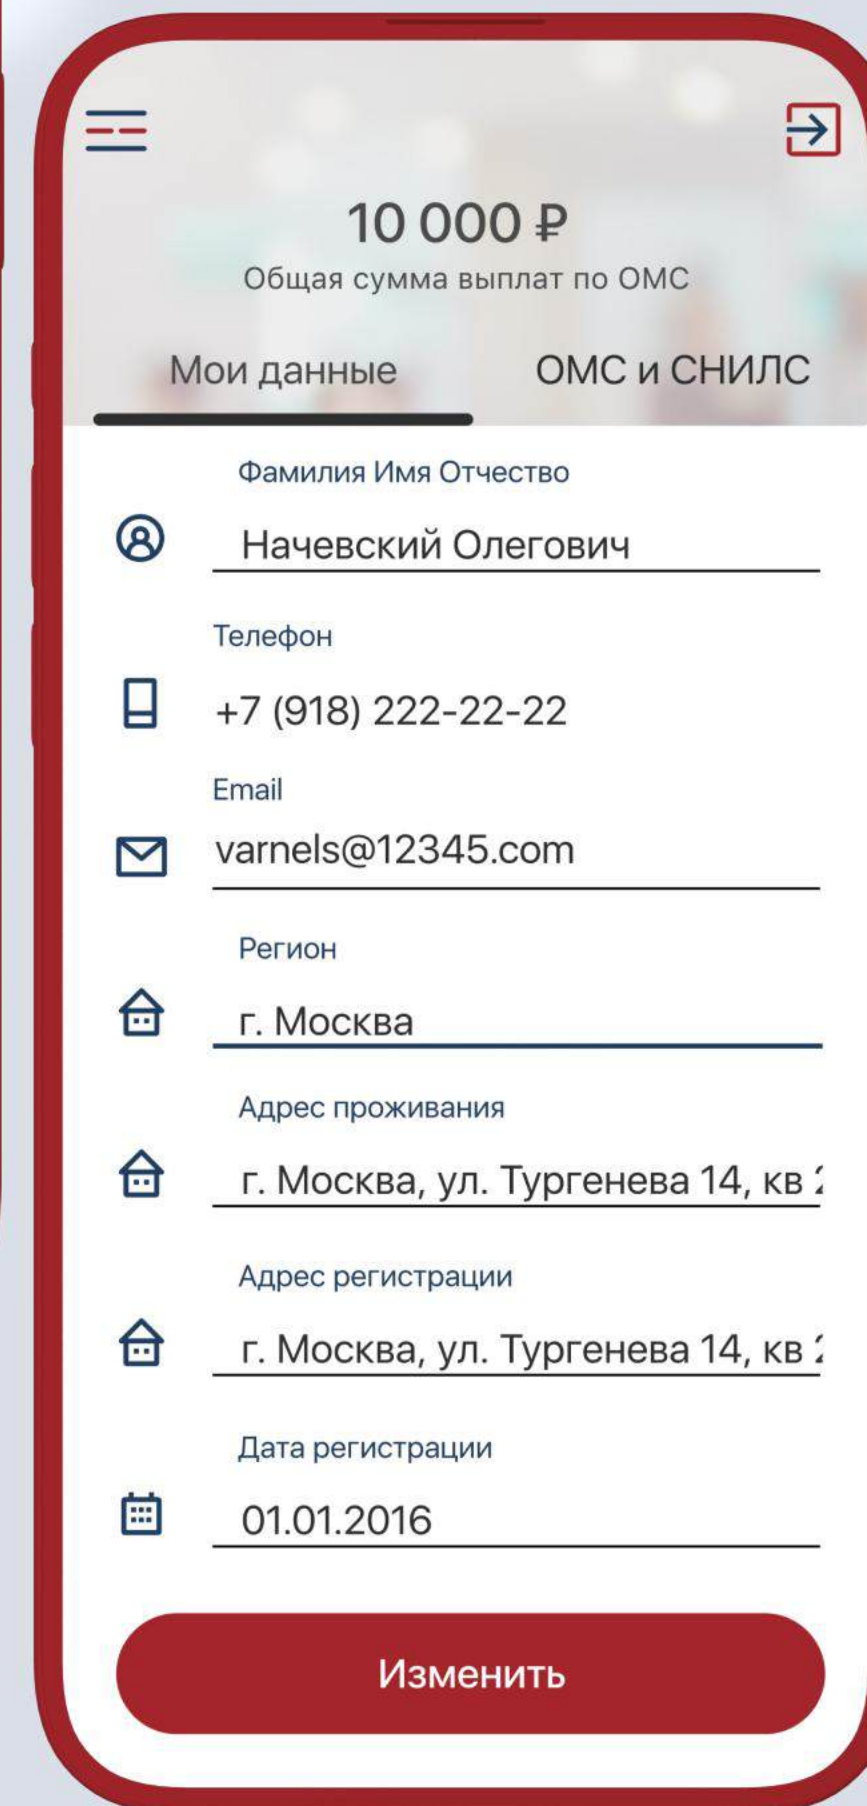 10 000 ₽
Общая сумма выплат по ОМС
Мои данные ОМС и СНИЛС
Фамилия Имя Отчество
Начевский Олегович
Телефон
+7 (918) 222-22-22
Email
varnels@12345.com
Регион
г. Москва
Адрес проживания
г. Москва, ул. Тургенева 14, кв
Адрес регистрации
г. Москва, ул. Тургенева 14, кв
Дата регистрации
01.01.2016
Изменить